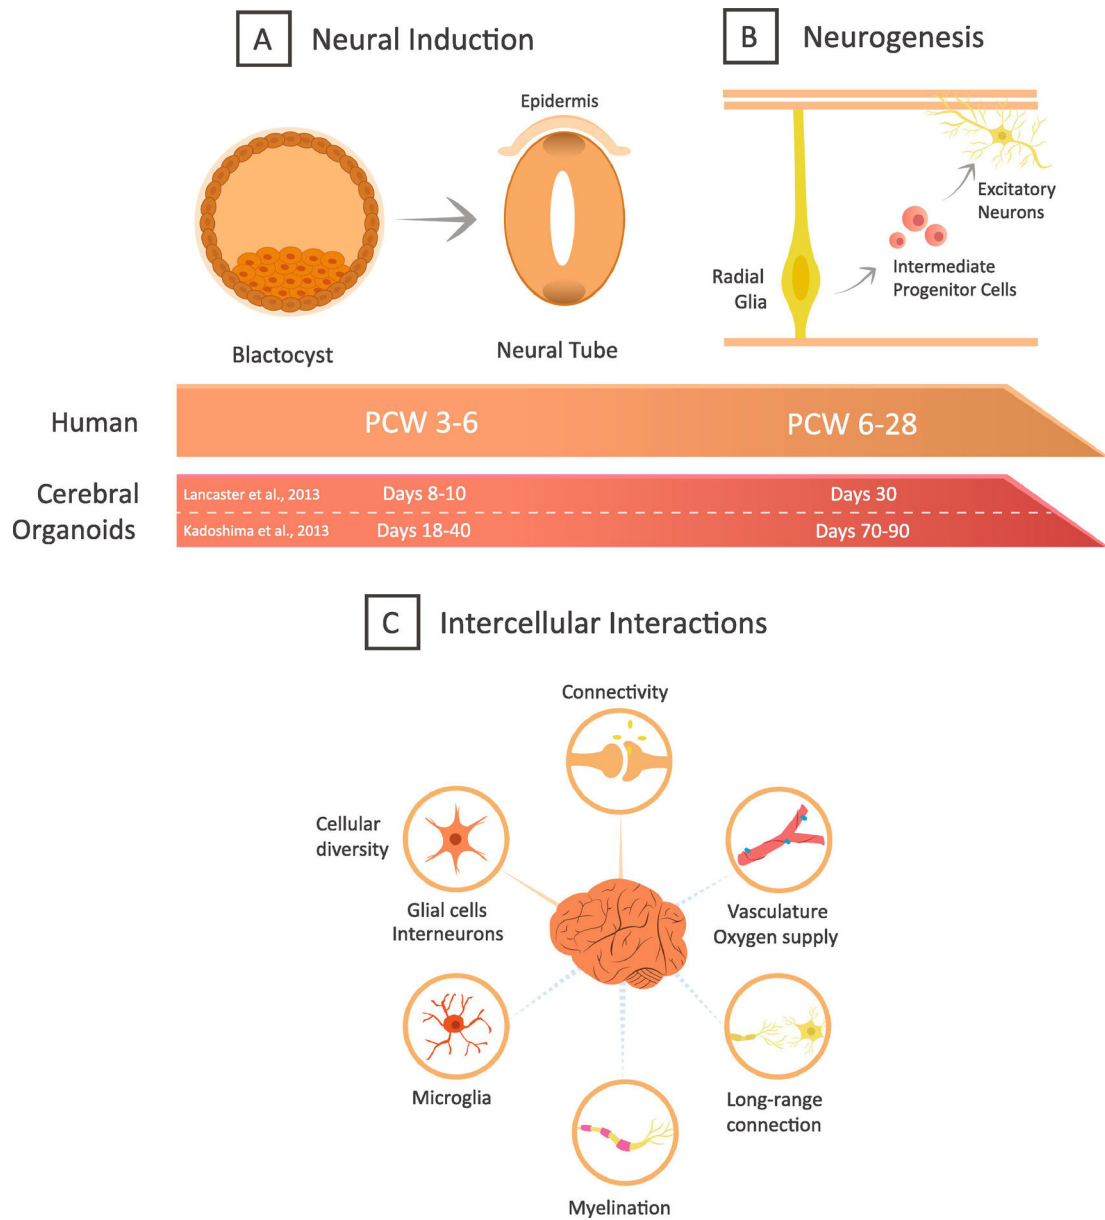 A Neural Induction
B Neurogenesis
Epidermis
Excitatory
Neurons
Radial
Glia
Intermediate
Progenitor Cells
Blactocyst
Neural Tube
Human
PCW 3-6
PCW 6-28
Cerebral
Organoids
Lancaster et al., 2013
Days 8-10
Days 30
Kadoshima et al., 2013
Days 18-40
Days 70-90
C Intercellular Interactions
Connectivity
Cellular
diversity
Glial cells
Interneurons
Vasculature
Oxygen supply
Microglia
Long-range
connection
Myelination